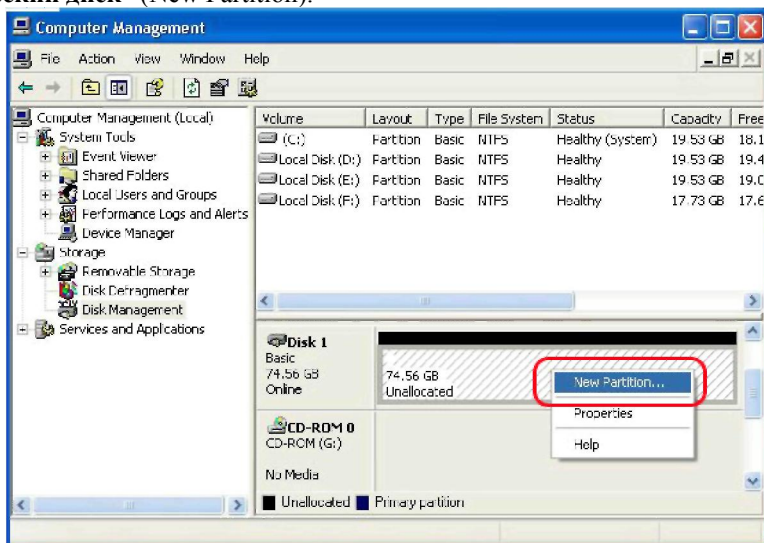 диск" (New Partition).
Computer Management
File Action View Window Help
Computer Management (Local)
System Tools
Event Viewer
Shared Folders
Local Users and Groups
Performance Logs and Alerts
Device Manager
Storage
Removable Storage
Disk Defragmenter
Disk Management
Services and Applications
Volume Layout Type File System Status Capacity Free
(C:) Partition Basic NTFS Healthy (System) 19.53 GB 18.1
Local Disk (D:) Partition Basic NTFS Healthy 19.53 GB 19.4
Local Disk (E:) Partition Basic NTFS Healthy 19.53 GB
Local Disk (F:) Partition Basic NTFS Healthy 17.73 GB
Disk 1
Basic
74.56 GB
Online
74.56 GB
Unallocated
New Partition...
Properties
Help
CD-ROM 0
CD-ROM (G:)
No Media
Unallocated Primary partition